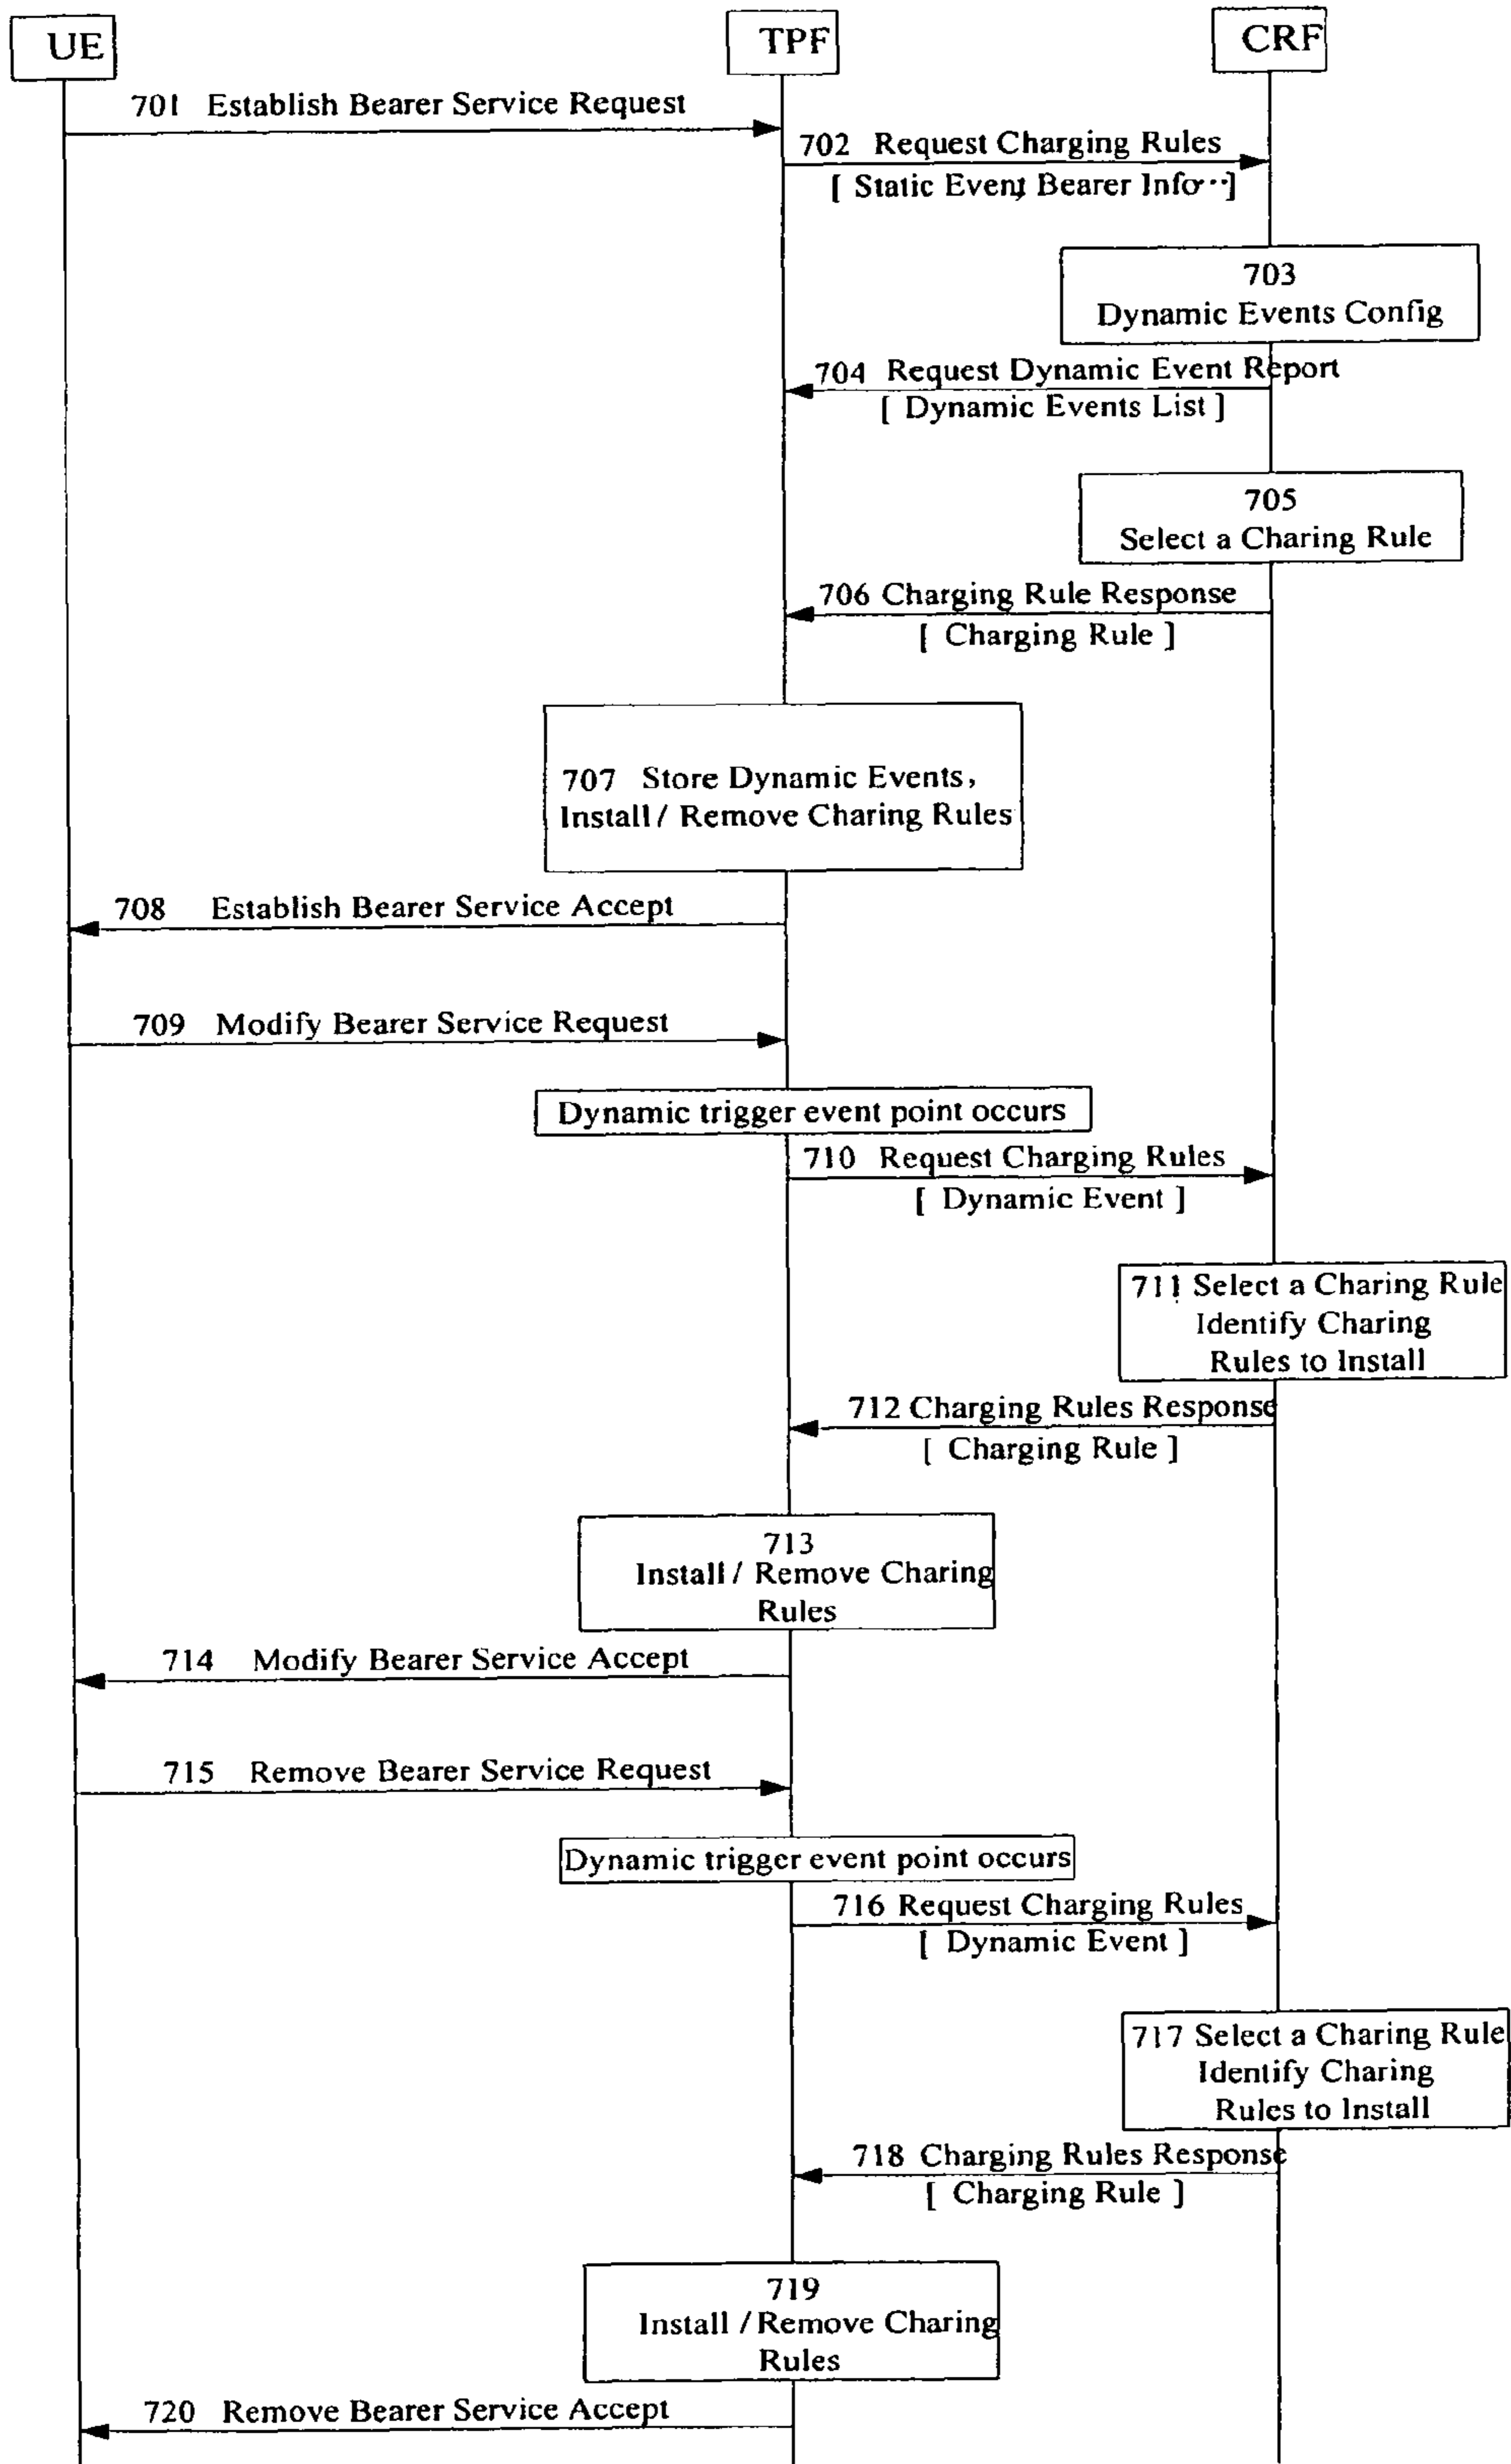 UE
TPF
CRF
701 Establish Bearer Service Request
702 Request Charging Rules
[ Static Event, Bearer Info··]
703
Dynamic Events Config
704 Request Dynamic Event Report
[ Dynamic Events List ]
705
Select a Charing Rule
706 Charging Rule Response
[ Charging Rule ]
707 Store Dynamic Events,
Install / Remove Charing Rules
708 Establish Bearer Service Accept
709 Modify Bearer Service Request
Dynamic trigger event point occurs
710 Request Charging Rules
[ Dynamic Event ]
711 Select a Charing Rule
Identify Charing
Rules to Install
712 Charging Rules Response
[ Charging Rule ]
713
Install / Remove Charing
Rules
714 Modify Bearer Service Accept
715 Remove Bearer Service Request
Dynamic trigger event point occurs
716 Request Charging Rules
[ Dynamic Event ]
717 Select a Charing Rule
Identify Charing
Rules to Install
718 Charging Rules Response
[ Charging Rule ]
719
Install / Remove Charing
Rules
720 Remove Bearer Service Accept